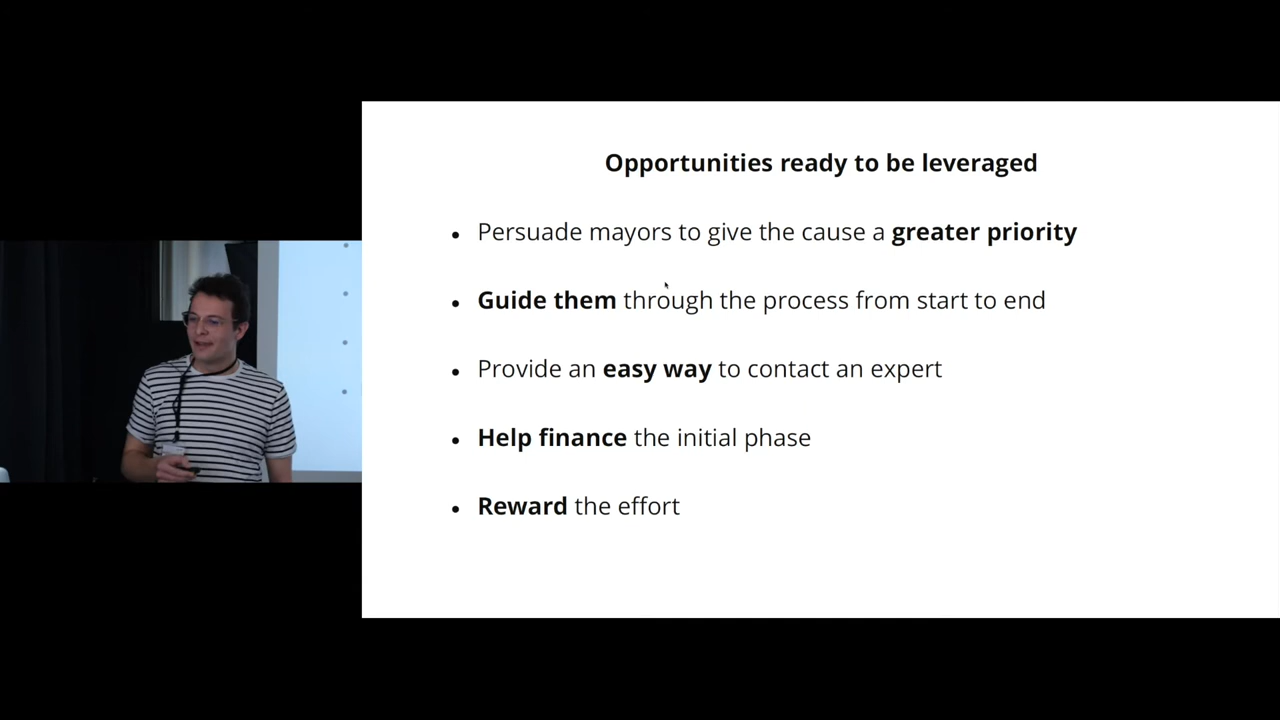 Opportunities ready to be leveraged
• Persuade mayors to give the cause a greater priority
• Guide them through the process from start to end
• Provide an easy way to contact an expert
• Help finance the initial phase
• Reward the effort